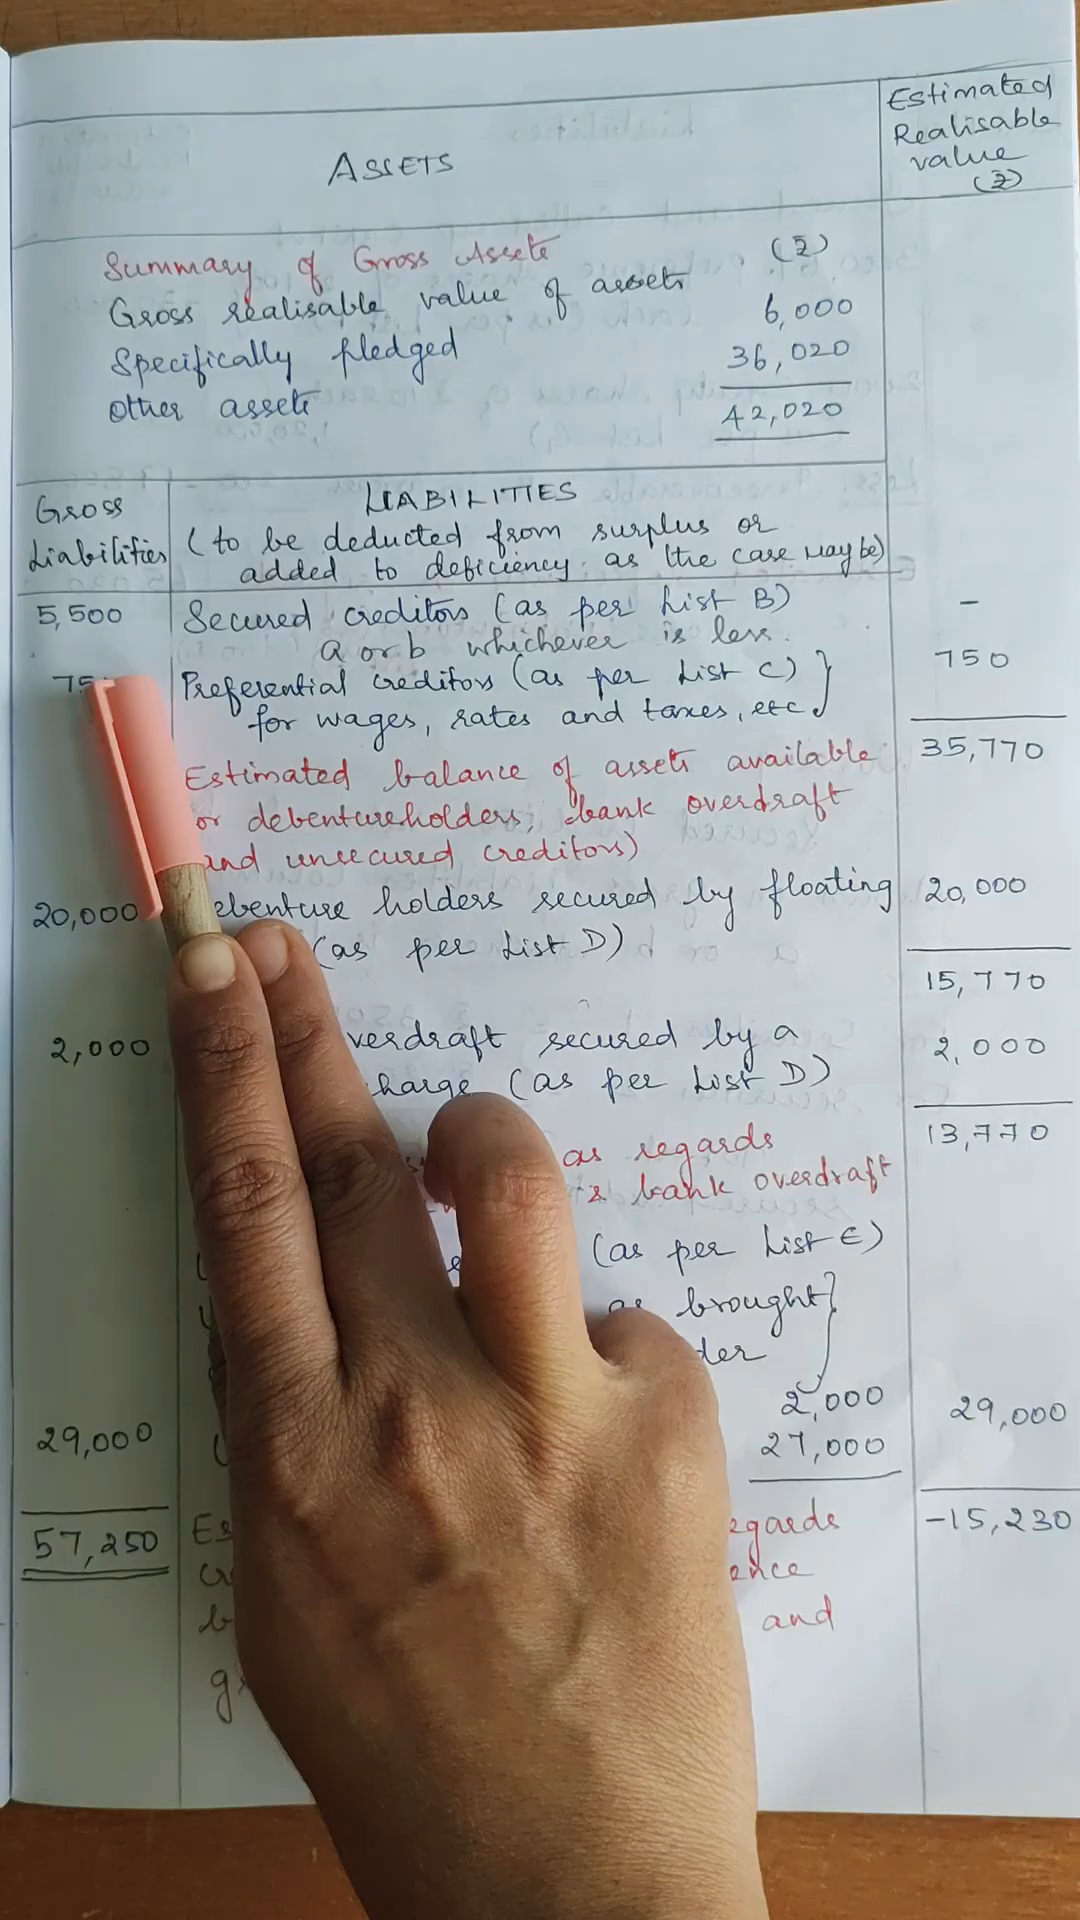 ASSETS
Estimated
Realisable
value
(₹)
Summary of Gross Assets (₹)
Gross realisable value of assets
Specifically pledged 6,000
other assets 36,020
42,020
Gross
Liabilities
LIABILITIES
(to be deducted from surplus or
added to deficiency as the case may be)
5,500 Secured creditors (as per List B) -
a or b whichever is less.
Preferential creditors (as per List C) 750
for wages, rates and taxes, etc
35,770
Estimated balance of assets available
or debentureholders, bank overdraft
and unsecured creditors)
20,000 ebenture holders secured by floating 20,000
(as per List D)
15,770
2,000 verdraft secured by a 2,000
harge (as per List D)
13,770
as regards
& bank overdraft
(as per List E)
as brought
2,000
29,000 27,000 29,000
57,250 -15,230
and